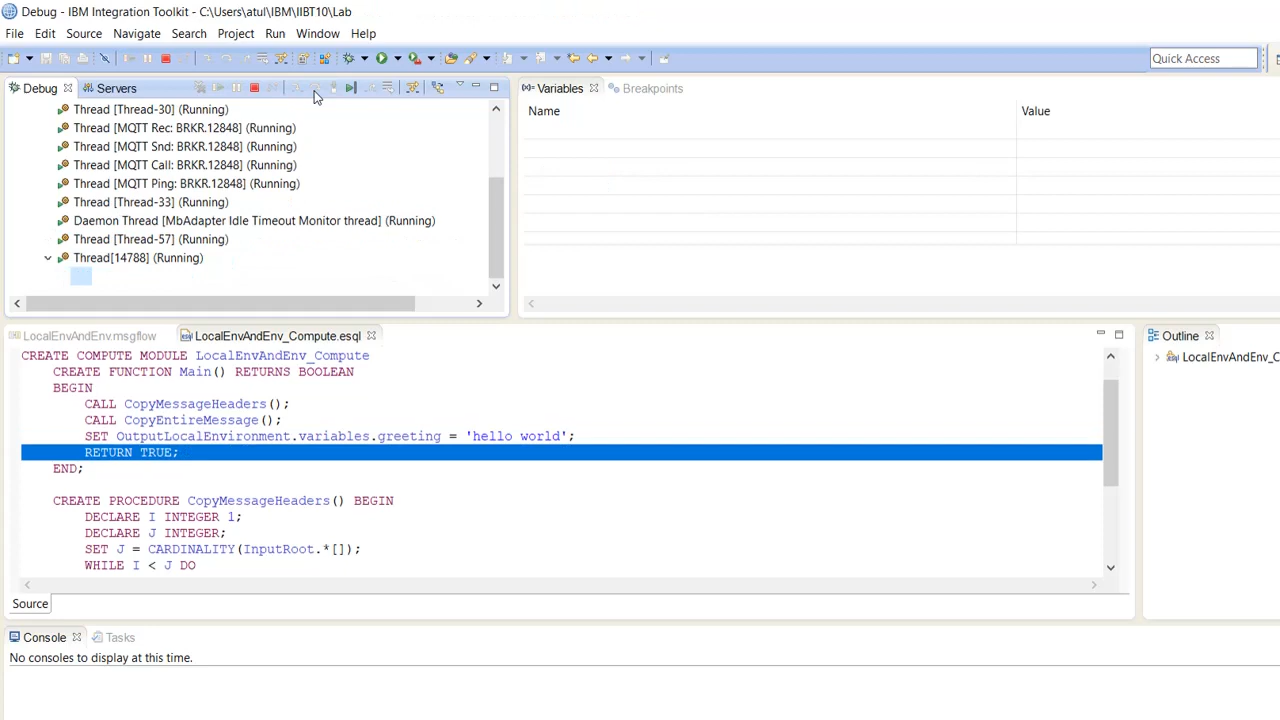 Debug - IBM Integration Toolkit - C:\Users\atul\IBM\IIBT10\Lab
File Edit Source Navigate Search Project Run Window Help
Quick Access
Debug Servers
Thread [Thread-30] (Running)
Thread [MQTT Rec: BRKR.12848] (Running)
Thread [MQTT Snd: BRKR.12848] (Running)
Thread [MQTT Call: BRKR.12848] (Running)
Thread [MQTT Ping: BRKR.12848] (Running)
Thread [Thread-33] (Running)
Daemon Thread [MbAdapter Idle Timeout Monitor thread] (Running)
Thread [Thread-57] (Running)
Thread[14788] (Running)
(x)= Variables Breakpoints
Name Value
LocalEnvAndEnv.msgflow LocalEnvAndEnv_Compute.esql
CREATE COMPUTE MODULE LocalEnvAndEnv_Compute
CREATE FUNCTION Main() RETURNS BOOLEAN
BEGIN
CALL CopyMessageHeaders();
CALL CopyEntireMessage();
SET OutputLocalEnvironment.variables.greeting = 'hello world';
RETURN TRUE;
END;
CREATE PROCEDURE CopyMessageHeaders() BEGIN
DECLARE I INTEGER 1;
DECLARE J INTEGER;
SET J = CARDINALITY(InputRoot.*[]);
WHILE I < J DO
Source
Outline
LocalEnvAndEnv_C
Console Tasks
No consoles to display at this time.